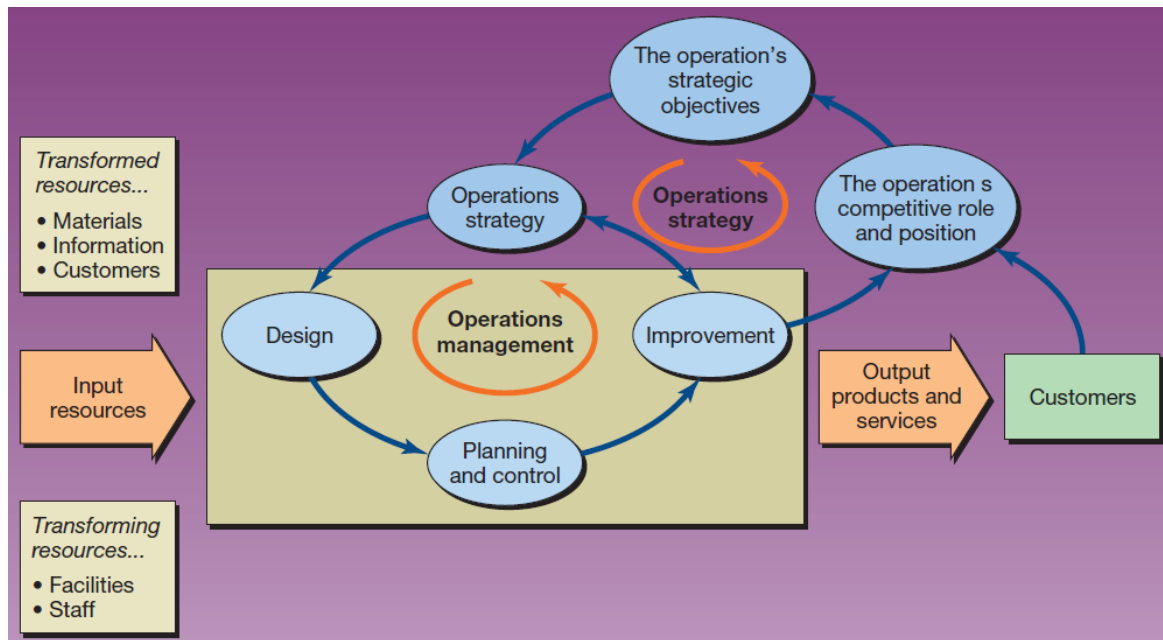 The operation's
strategic
objectives
Transformed
resources...
• Materials
• Information
• Customers
Operations
strategy
Operations
strategy
The operation s
competitive role
and position
Design
Operations
management
Improvement
Input
resources
Output
products and
services
Customers
Planning
and control
Transforming
resources...
• Facilities
• Staff